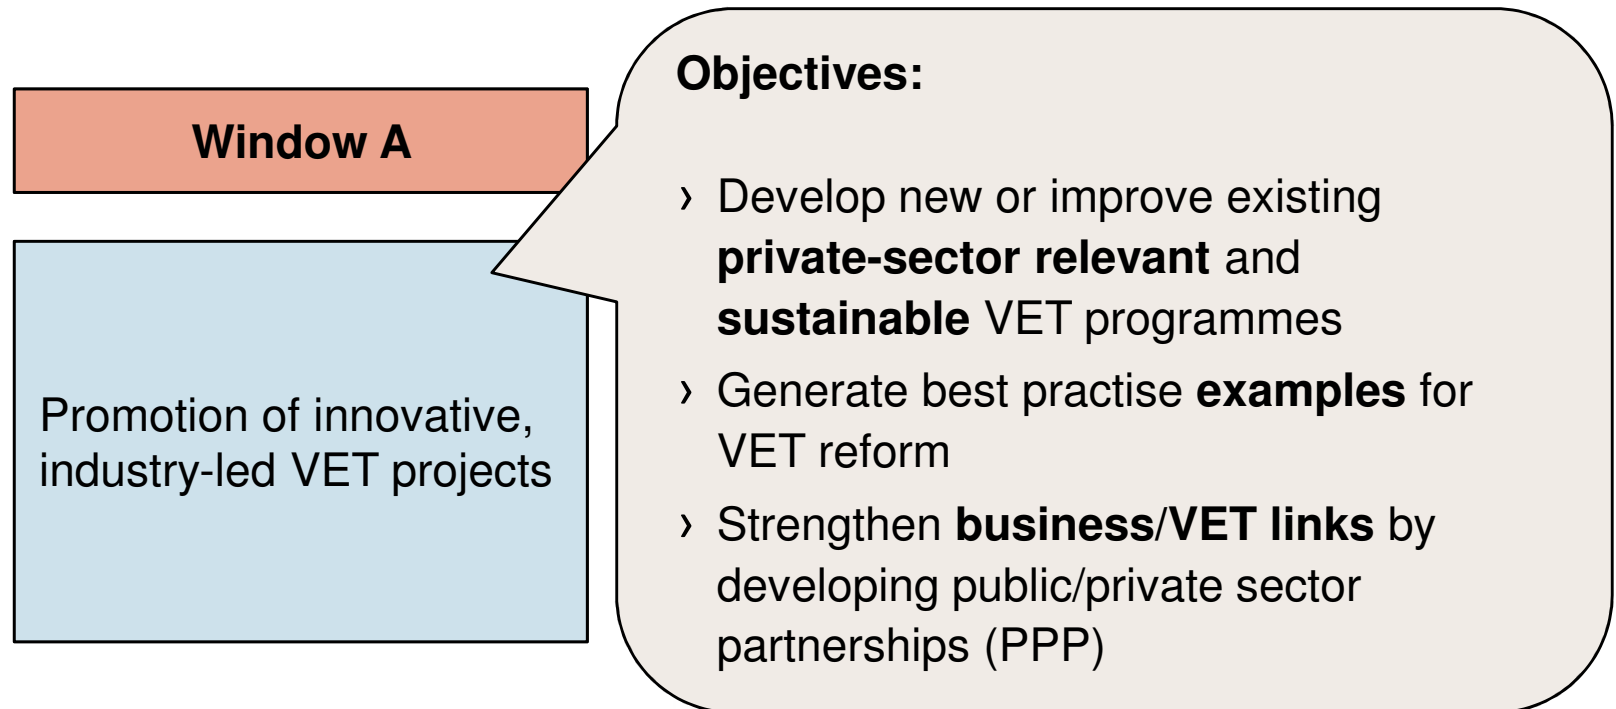 Window A
Promotion of innovative,
industry-led VET projects
Objectives:
› Develop new or improve existing
private-sector relevant and
sustainable VET programmes
› Generate best practise examples for
VET reform
› Strengthen business/VET links by
developing public/private sector
partnerships (PPP)